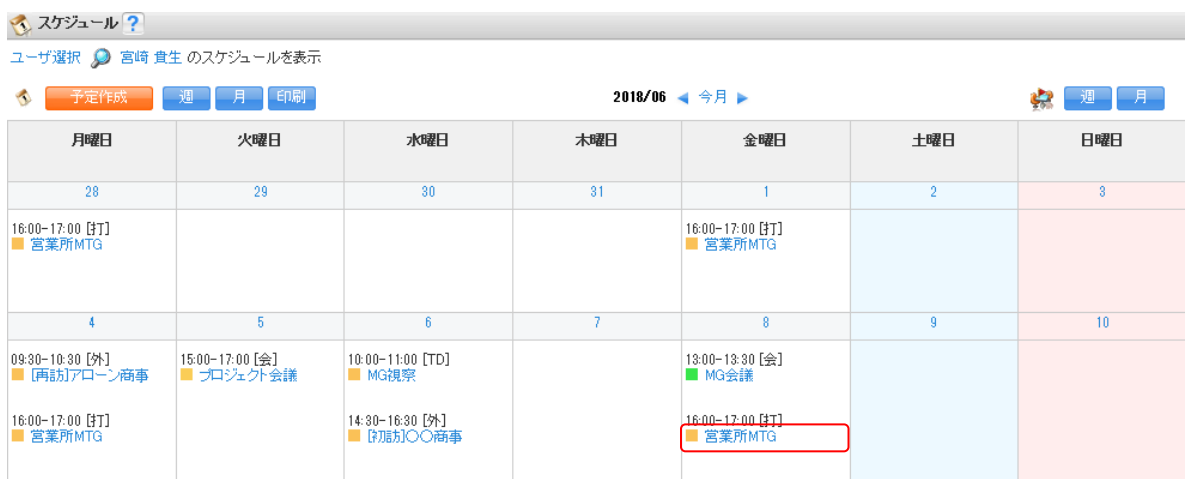 スケジュール ?
ユーザ選択 宮崎 貴生 のスケジュールを表示
予定作成 週 月 印刷 2018/06 ◀ 今月 ▶ 週 月
月曜日 火曜日 水曜日 木曜日 金曜日 土曜日 日曜日
28 29 30 31 1 2 3
16:00-17:00 [打] 16:00-17:00 [打]
営業所MTG 営業所MTG
4 5 6 7 8 9 10
09:30-10:30 [外] 15:00-17:00 [会] 10:00-11:00 [TD] 13:00-13:30 [会]
[再訪]アローン商事 プロジェクト会議 MG視察 MG会議
16:00-17:00 [打] 14:30-16:30 [外] 16:00-17:00 [打]
営業所MTG [初訪]〇〇商事 営業所MTG